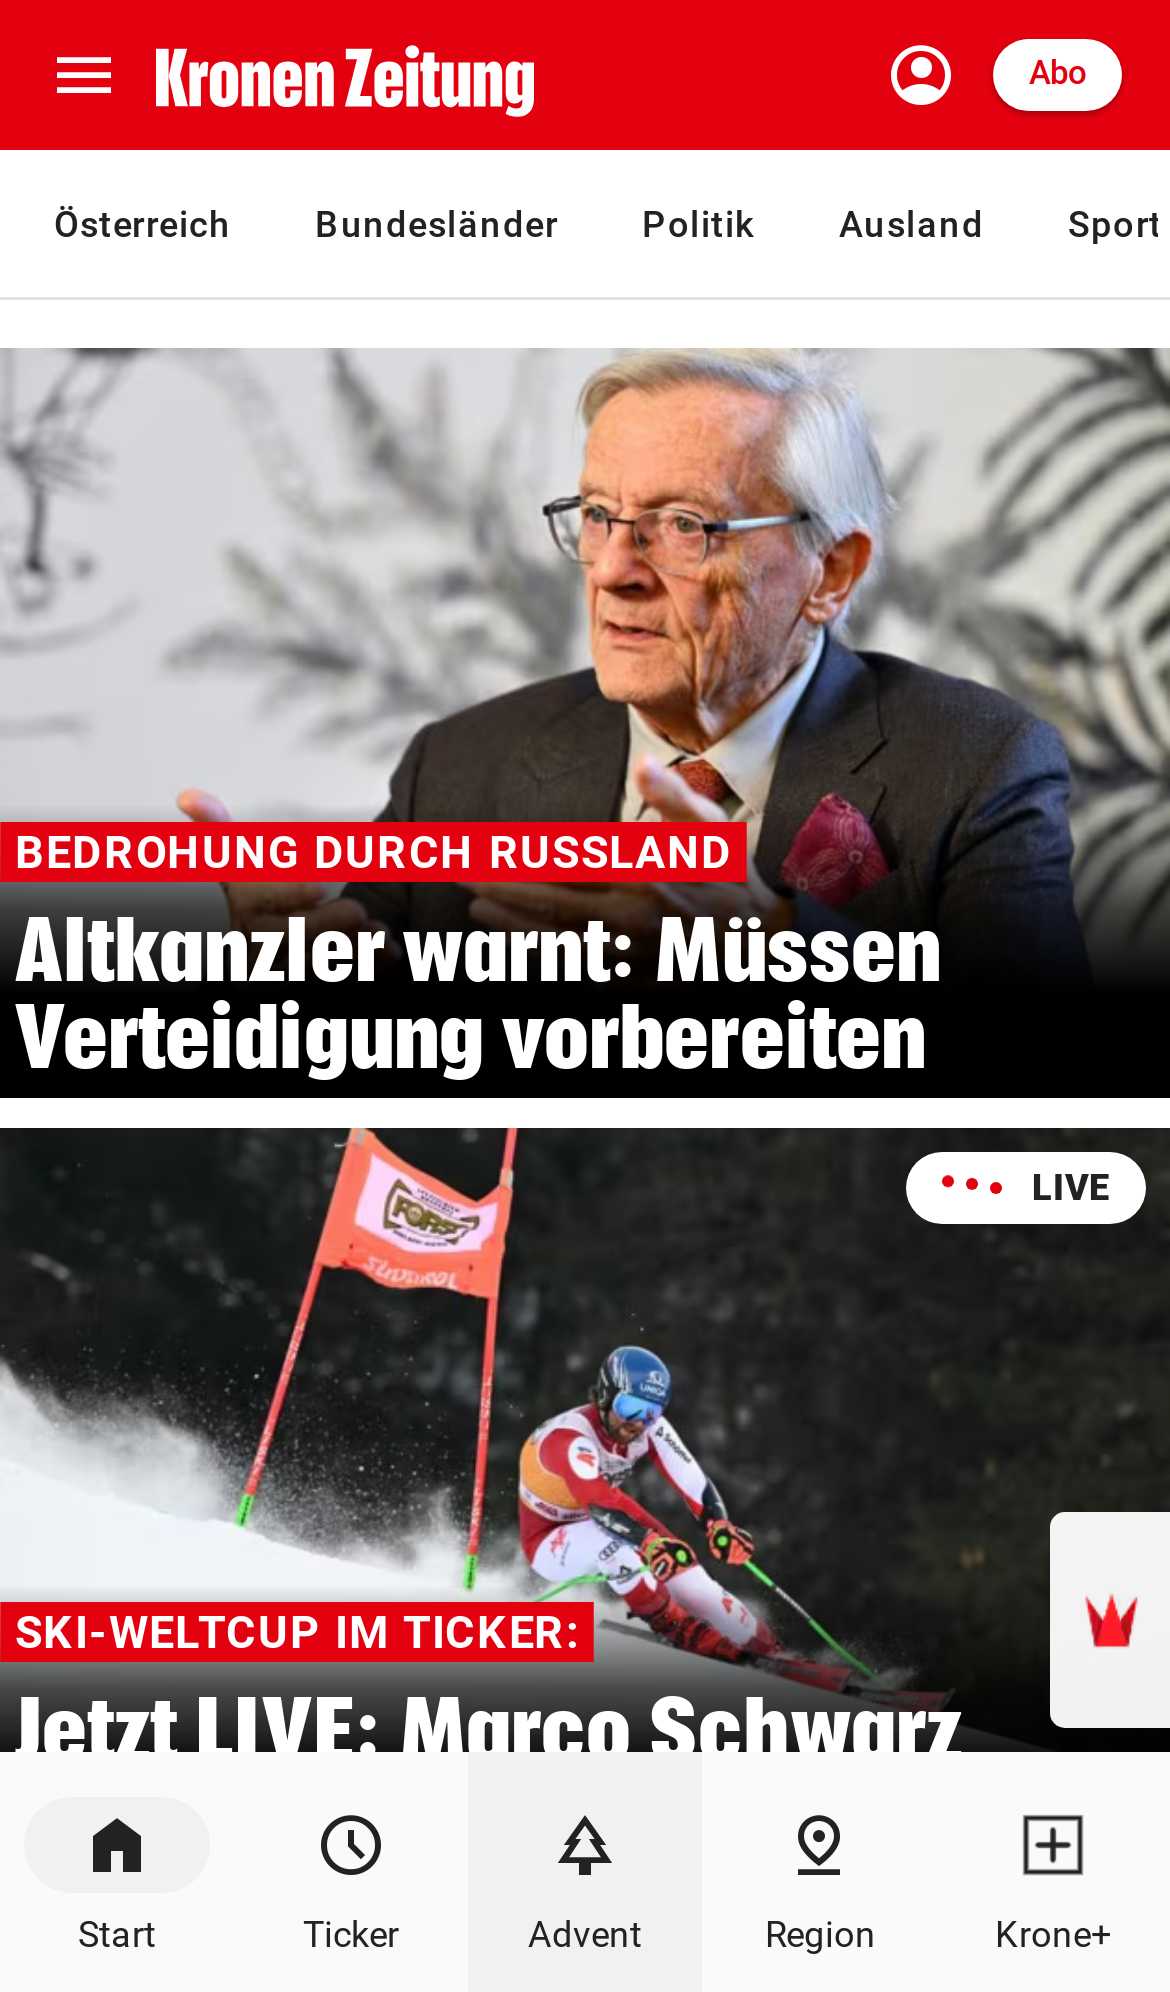 Kronen Zeitung
Abo
Österreich Bundesländer Politik Ausland Sport
BEDROHUNG DURCH RUSSLAND
Altkanzler warnt: Müssen
Verteidigung vorbereiten
LIVE
FORST
SÜDTIROL
UNIQA
SKI-WELTCUP IM TICKER:
Jetzt LIVE: Marco Schwarz
Start Ticker Advent Region Krone+